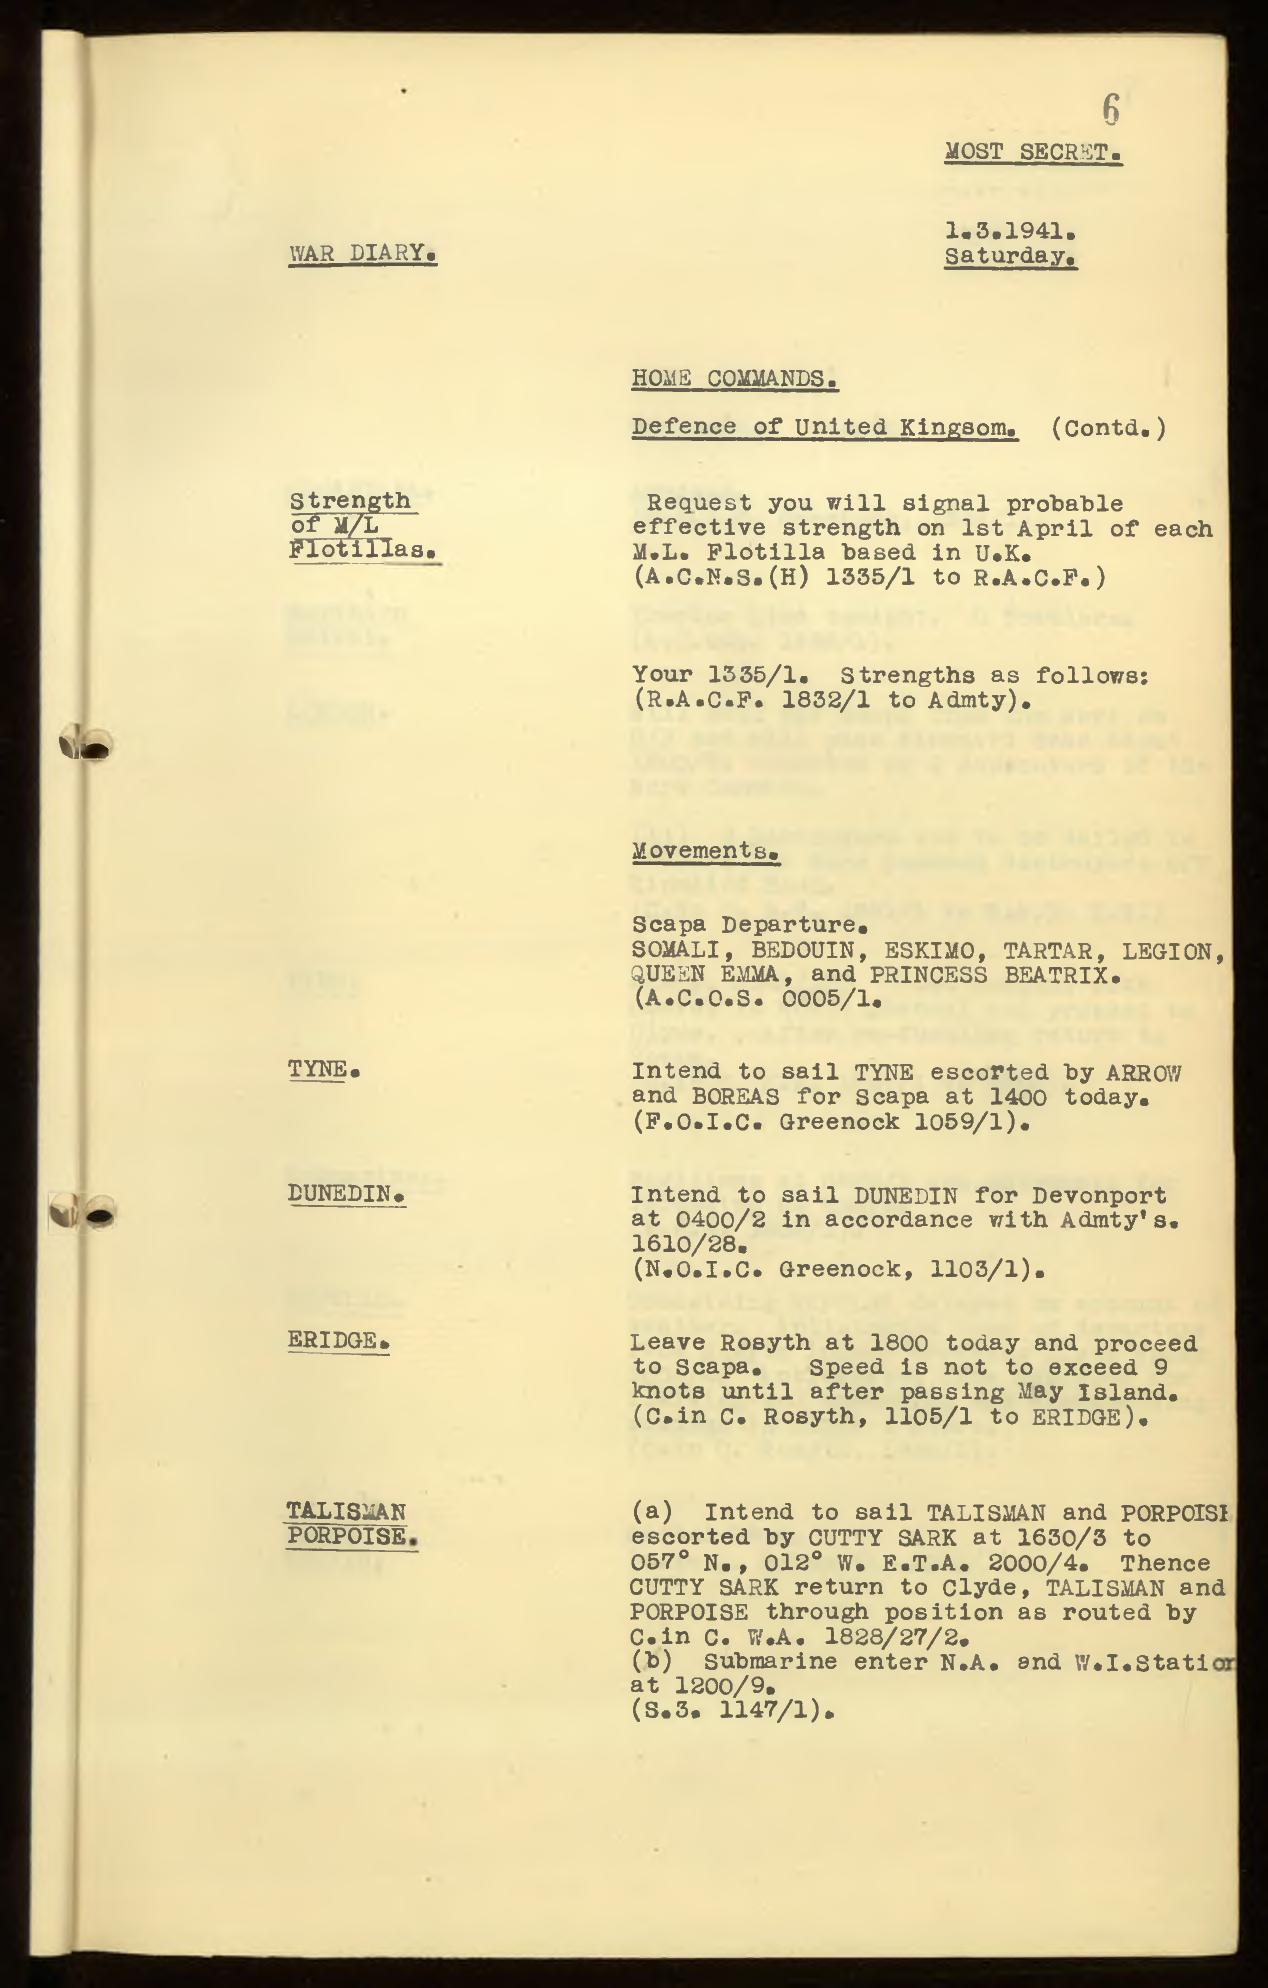 6
MOST SECRET.
1.3.1941.
WAR DIARY.
Saturday.
HOME COMMANDS.
Defence of United Kingsom. (Contd.)
Strength
of M/L
Flotillas.
Request you will signal probable
effective strength on 1st April of each
M.L. Flotilla based in U.K.
(A.C.N.S.(H) 1335/1 to R.A.C.F.)
Your 1335/1. Strengths as follows:
(R.A.C.F. 1832/1 to Admty).
Movements.
Scapa Departure.
SOMALI, BEDOUIN, ESKIMO, TARTAR, LEGION,
QUEEN EMMA, and PRINCESS BEATRIX.
(A.C.O.S. 0005/1.
TYNE.
Intend to sail TYNE escorted by ARROW
and BOREAS for Scapa at 1400 today.
(F.O.I.C. Greenock 1059/1).
DUNEDIN.
Intend to sail DUNEDIN for Devonport
at 0400/2 in accordance with Admty's.
1610/28.
(N.O.I.C. Greenock, 1103/1).
ERIDGE.
Leave Rosyth at 1800 today and proceed
to Scapa. Speed is not to exceed 9
knots until after passing May Island.
(C.in C. Rosyth, 1105/1 to ERIDGE).
TALISMAN
PORPOISE.
(a) Intend to sail TALISMAN and PORPOISE
escorted by CUTTY SARK at 1630/3 to
057° N., 012° W. E.T.A. 2000/4. Thence
CUTTY SARK return to Clyde, TALISMAN and
PORPOISE through position as routed by
C.in C. W.A. 1828/27/2.
(b) Submarine enter N.A. and W.I.Station
at 1200/9.
(S.3. 1147/1).